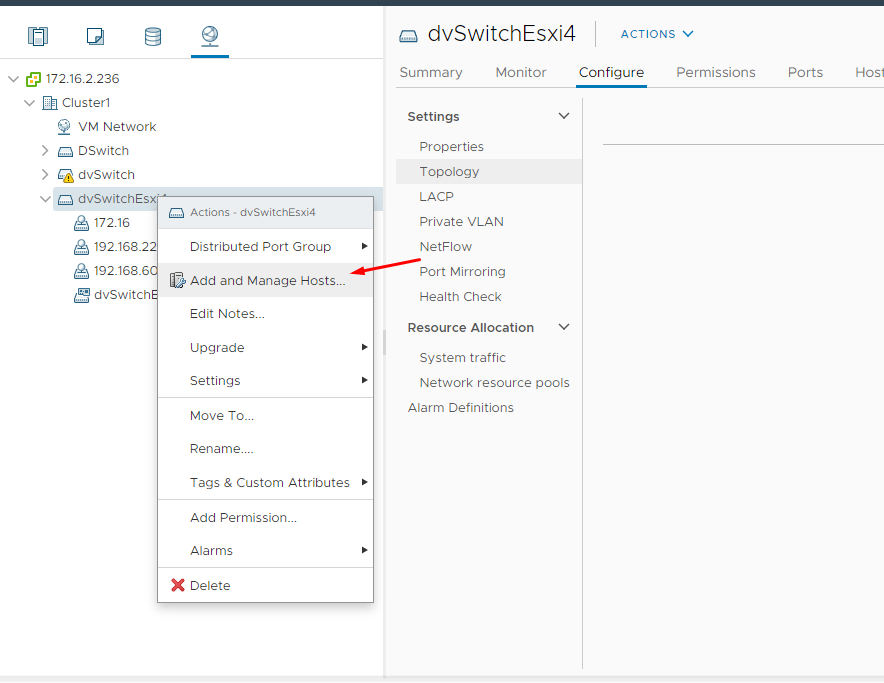 172.16.2.236
Cluster1
VM Network
DSwitch
dvSwitch
dvSwitchEsxi4
172.16
192.168.22
192.168.60
dvSwitchE
Actions - dvSwitchEsxi4
Distributed Port Group
Add and Manage Hosts...
Edit Notes...
Upgrade
Settings
Move To...
Rename....
Tags & Custom Attributes
Add Permission...
Alarms
Delete
dvSwitchEsxi4
ACTIONS
Summary Monitor Configure Permissions Ports Host
Settings
Properties
Topology
LACP
Private VLAN
NetFlow
Port Mirroring
Health Check
Resource Allocation
System traffic
Network resource pools
Alarm Definitions